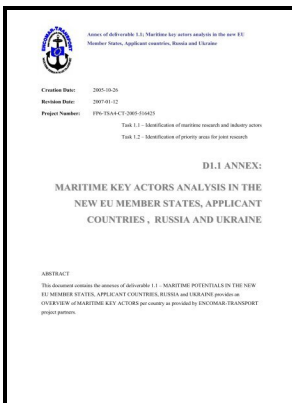 ENCOMAR-TRANSPORT
Annex of deliverable 1.1; Maritime key actors analysis in the new EU
Member States, Applicant countries, Russia and Ukraine
Creation Date: 2005-10-26
Revision Date: 2007-01-12
Project Number: FP6-TSA4-CT-2005-516425
Task 1.1 – Identification of maritime research and industry actors
Task 1.2 – Identification of priority areas for joint research
D1.1 ANNEX:
MARITIME KEY ACTORS ANALYSIS IN THE
NEW EU MEMBER STATES, APPLICANT
COUNTRIES , RUSSIA AND UKRAINE
ABSTRACT
This document contains the annexes of deliverable 1.1 – MARITIME POTENTIALS IN THE NEW
EU MEMBER STATES, APPLICANT COUNTRIES, RUSSIA and UKRAINE provides an
OVERVIEW of MARITIME KEY ACTORS per country as provided by ENCOMAR-TRANSPORT
project partners.